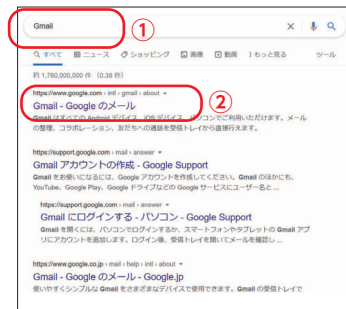 Gmail
①
すべて ニュース ショッピング 画像 動画 もっと見る ツール
約 1,760,000,000 件 (0.38 秒)
https://www.google.com › intl › gmail › about
Gmail - Google のメール
②
Gmail はすべての Android デバイス、iOS デバイス、パソコンでご利用いただけます。メール
の整理、コラボレーション、友だちへの通話を受信トレイから直接行えます。
https://support.google.com › mail › answer
Gmail アカウントの作成 - Google Support
Gmail をお使いになるには、Google アカウントを作成してください。Gmail のほかにも、
YouTube、Google Play、Google ドライブなどの Google サービスにユーザー名と ...
https://support.google.com › mail › answer
Gmail にログインする - パソコン - Google Support
Gmail を開くには、パソコンでログインするか、スマートフォンやタブレットの Gmail アプ
リにアカウントを追加します。ログイン後、受信トレイを開いてメールを確認し ...
https://www.google.co.jp › mail › help › intl › about
Gmail - Google のメール - Google.jp
使いやすくシンプルな Gmail をさまざまなデバイスで使用できます。Gmail の受信トレイで